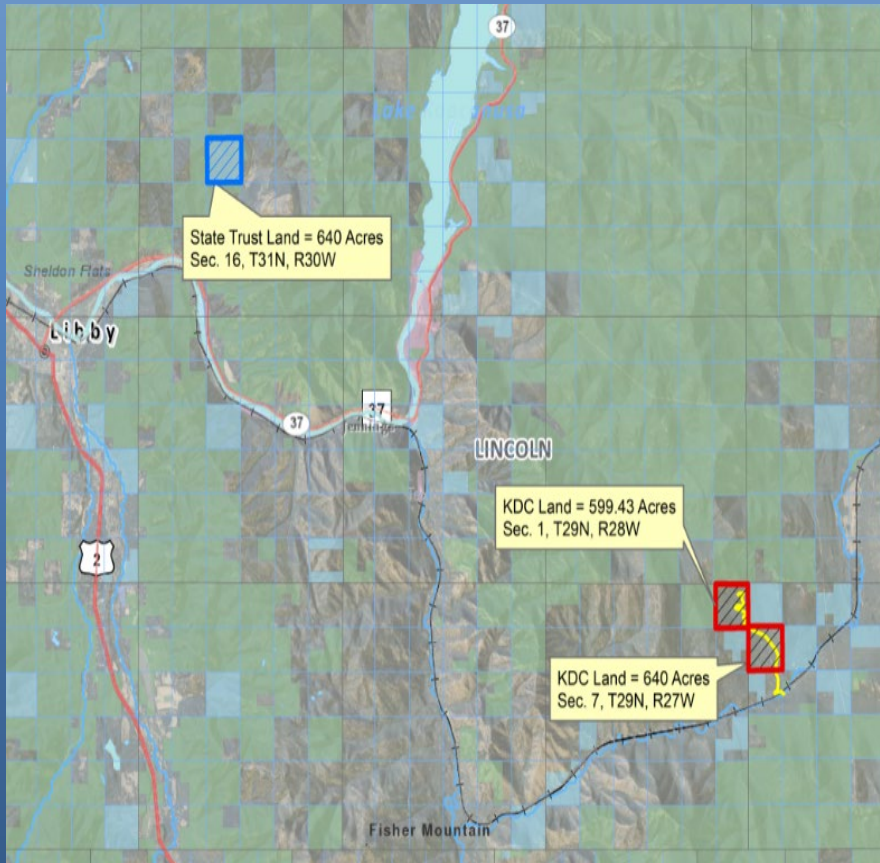 37
Lake
State Trust Land = 640 Acres
Sec. 16, T31N, R30W
Sheldon Flats
Libby
37
37
Jennings
LINCOLN
KDC Land = 599.43 Acres
Sec. 1, T29N, R28W
2
KDC Land = 640 Acres
Sec. 7, T29N, R27W
Fisher Mountain